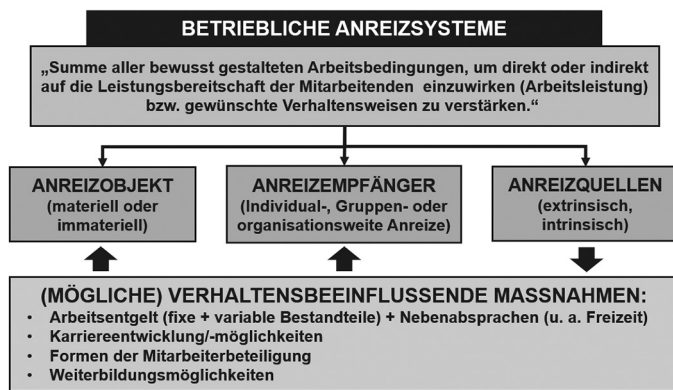 BETRIEBLICHE ANREIZSYSTEME
„Summe aller bewusst gestalteten Arbeitsbedingungen, um direkt oder indirekt
auf die Leistungsbereitschaft der Mitarbeitenden einzuwirken (Arbeitsleistung)
bzw. gewünschte Verhaltensweisen zu verstärken.“
ANREIZOBJEKT
(materiell oder
immateriell)
ANREIZEMPFÄNGER
(Individual-, Gruppen- oder
organisationsweite Anreize)
ANREIZQUELLEN
(extrinsisch,
intrinsisch)
(MÖGLICHE) VERHALTENSBEEINFLUSSENDE MASSNAHMEN:
• Arbeitsentgelt (fixe + variable Bestandteile) + Nebenabsprachen (u. a. Freizeit)
• Karriereentwicklung/-möglichkeiten
• Formen der Mitarbeiterbeteiligung
• Weiterbildungsmöglichkeiten